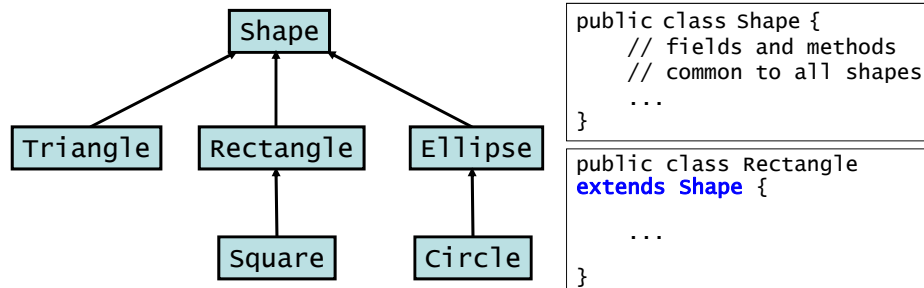 Shape
Triangle Rectangle Ellipse
Square Circle
public class Shape {
// fields and methods
// common to all shapes
...
}
public class Rectangle
extends Shape {
...
}